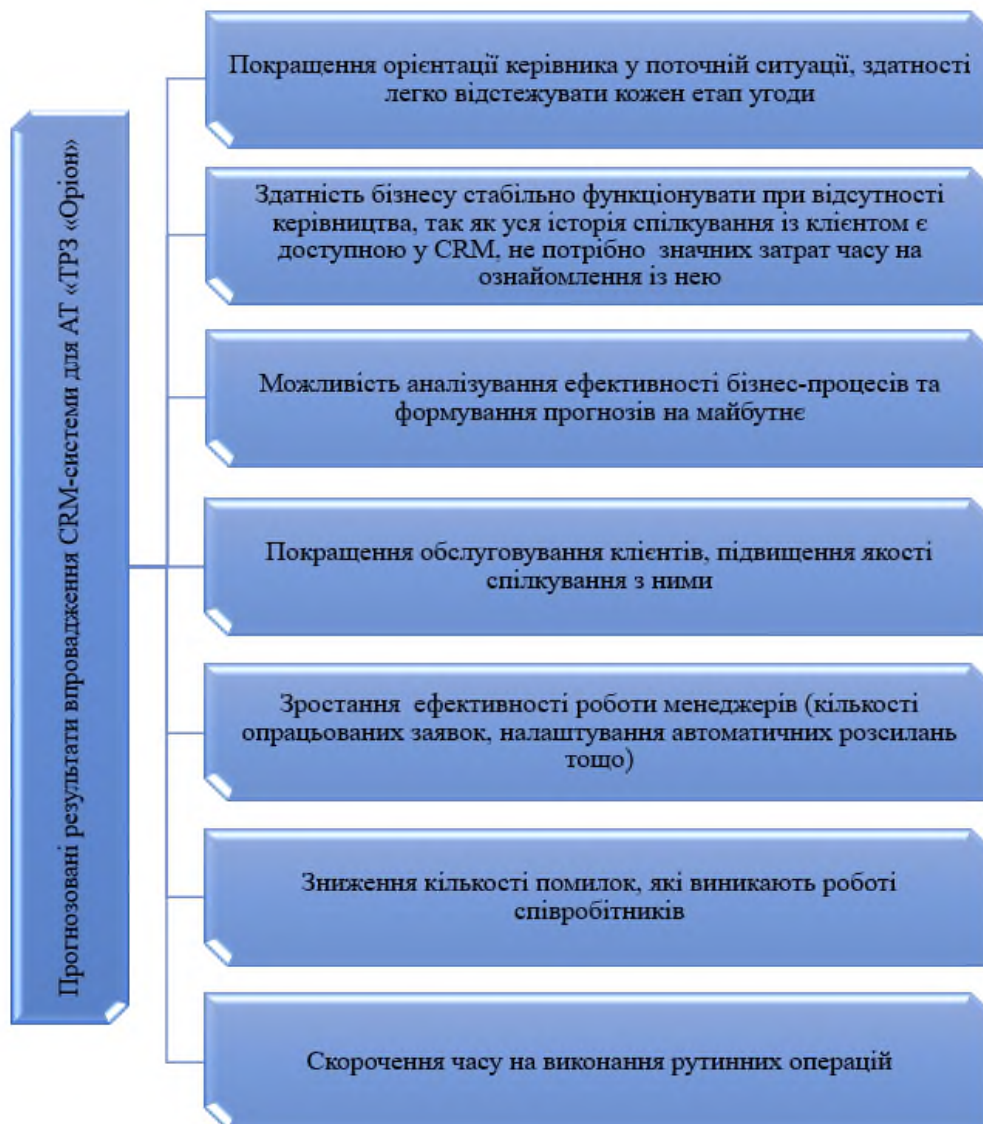 Прогнозовані результати впровадження CRM-системи для АТ «ТРЗ «Оріон»
Покращення орієнтації керівника у поточній ситуації, здатності
легко відстежувати кожен етап угоди
Здатність бізнесу стабільно функціонувати при відсутності
керівництва, так як уся історія спілкування із клієнтом є
доступною у CRM, не потрібно значних затрат часу на
ознайомлення із нею
Можливість аналізування ефективності бізнес-процесів та
формування прогнозів на майбутнє
Покращення обслуговування клієнтів, підвищення якості
спілкування з ними
Зростання ефективності роботи менеджерів (кількості
опрацьованих заявок, налаштування автоматичних розсилань
тощо)
Зниження кількості помилок, які виникають роботі
співробітників
Скорочення часу на виконання рутинних операцій